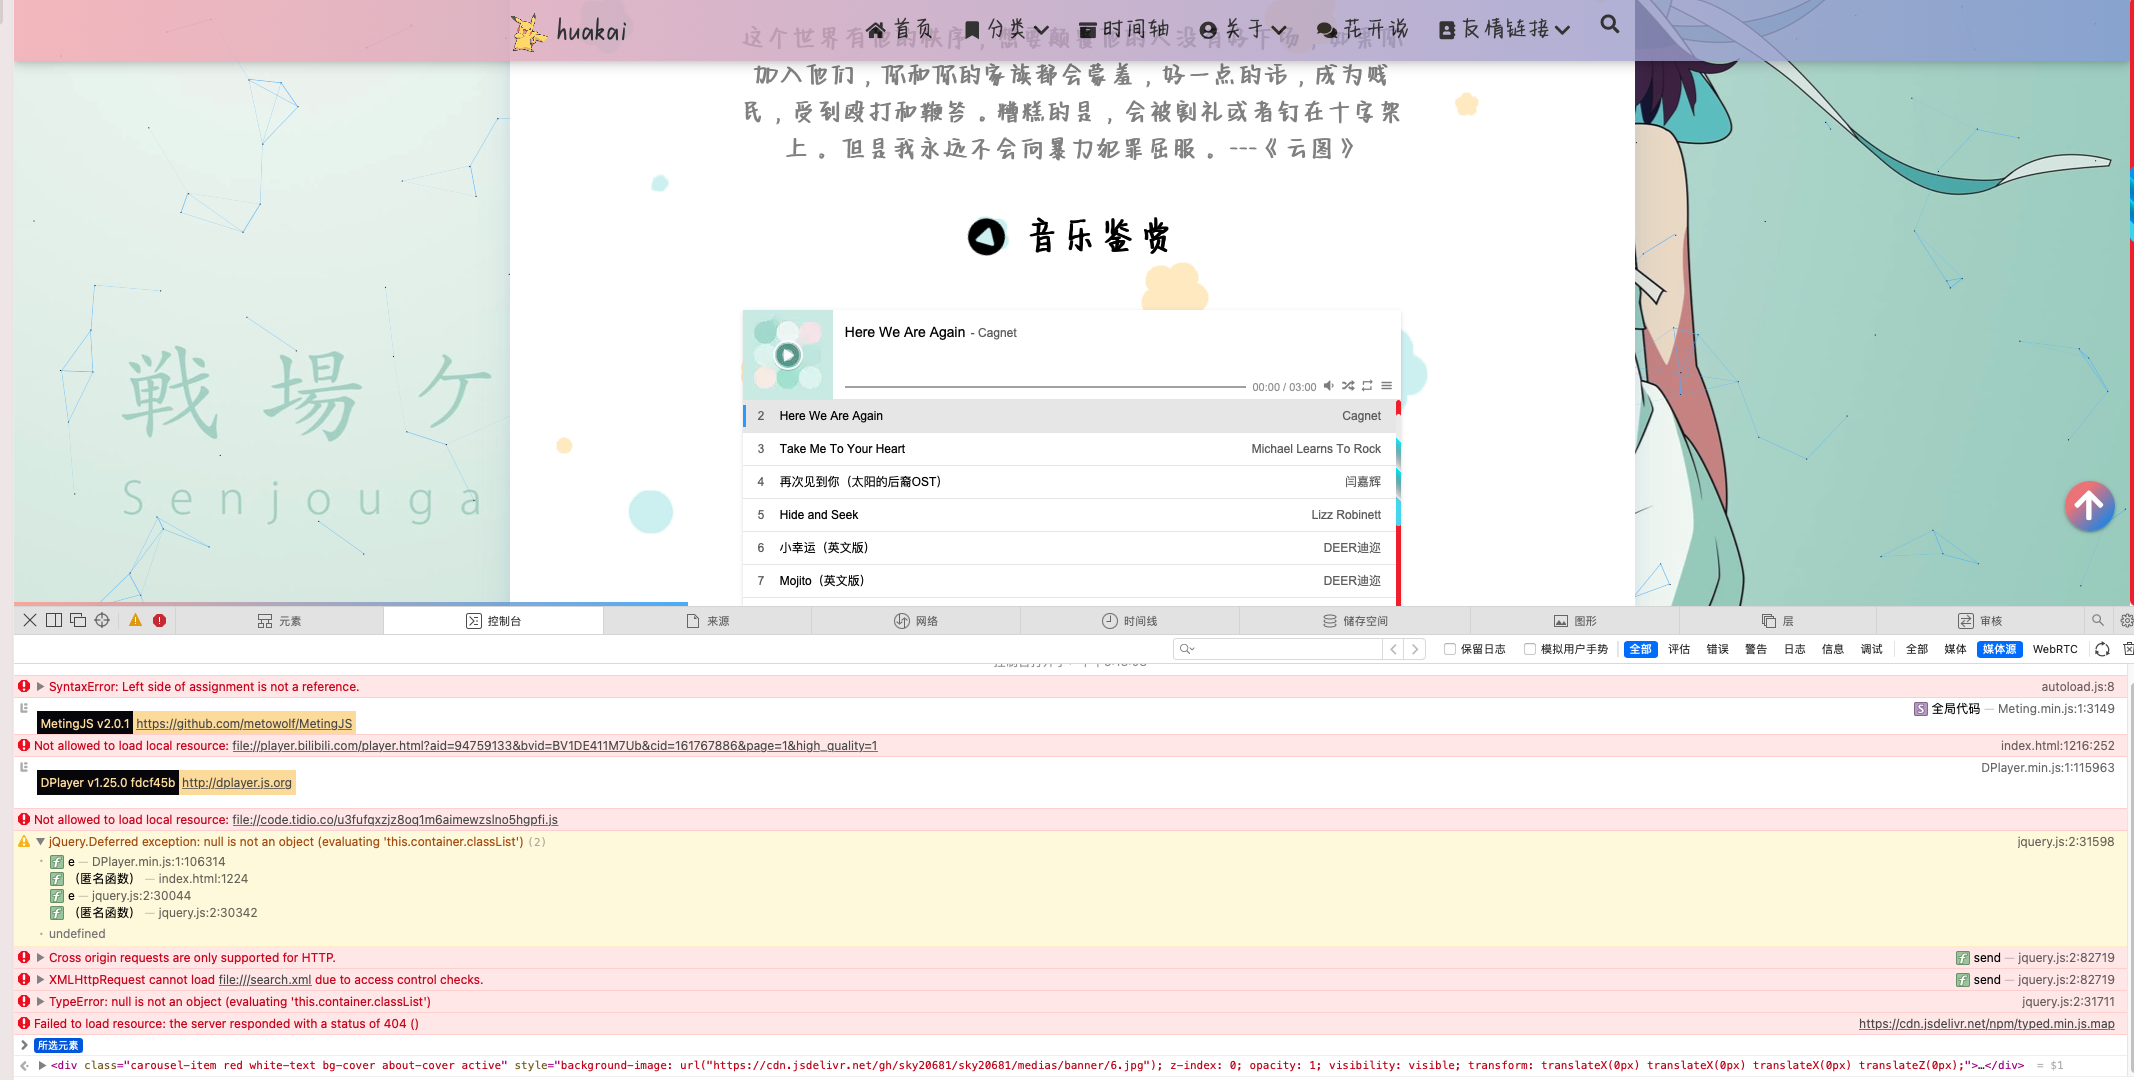 huakai
首页
分类
时间轴
关于
花开说
友情链接
加入他们，你和你的家族都会蒙羞，好一点的话，成为贱
民，受到殴打和鞭笞。糟糕的是，会被割礼或者钉在十字架
上。但是我永远不会向暴力犯罪屈服。---《云图》
音乐鉴赏
Here We Are Again - Cagnet
00:00 / 03:00
2 Here We Are Again Cagnet
3 Take Me To Your Heart Michael Learns To Rock
4 再次见到你（太阳的后裔OST） 闫嘉辉
5 Hide and Seek Lizz Robinett
6 小幸运（英文版） DEER迪迩
7 Mojito（英文版） DEER迪迩
戦場ケ
Senjouga
元素
控制台
来源
网络
时间线
储存空间
图形
层
审核
保留日志
模拟用户手势
全部
评估
错误
警告
日志
信息
调试
全部
媒体
媒体源
WebRTC
SyntaxError: Left side of assignment is not a reference. autoload.js:8
MetingJS v2.0.1 https://github.com/metowolf/MetingJS S 全局代码 — Meting.min.js:1:3149
Not allowed to load local resource: file://player.bilibili.com/player.html?aid=94759133&bvid=BV1DE411M7Ub&cid=161767886&page=1&high_quality=1 index.html:1216:252
DPlayer v1.25.0 fdcf45b http://dplayer.js.org DPlayer.min.js:1:115963
Not allowed to load local resource: file://code.tidio.co/u3fufqxzjz8oq1m6aimewzslno5hgpfi.js
jQuery.Deferred exception: null is not an object (evaluating 'this.container.classList') (2) jquery.js:2:31598
f e — DPlayer.min.js:1:106314
f （匿名函数） — index.html:1224
f e — jquery.js:2:30044
f （匿名函数） — jquery.js:2:30342
undefined
Cross origin requests are only supported for HTTP. f send — jquery.js:2:82719
XMLHttpRequest cannot load file:///search.xml due to access control checks. f send — jquery.js:2:82719
TypeError: null is not an object (evaluating 'this.container.classList') jquery.js:2:31711
Failed to load resource: the server responded with a status of 404 () https://cdn.jsdelivr.net/npm/typed.min.js.map
所选元素
<div class="carousel-item red white-text bg-cover about-cover active" style="background-image: url("https://cdn.jsdelivr.net/gh/sky20681/sky20681/medias/banner/6.jpg"); z-index: 0; opacity: 1; visibility: visible; transform: translateX(0px) translateX(0px) translateX(0px) translateZ(0px);">…</div> = $1